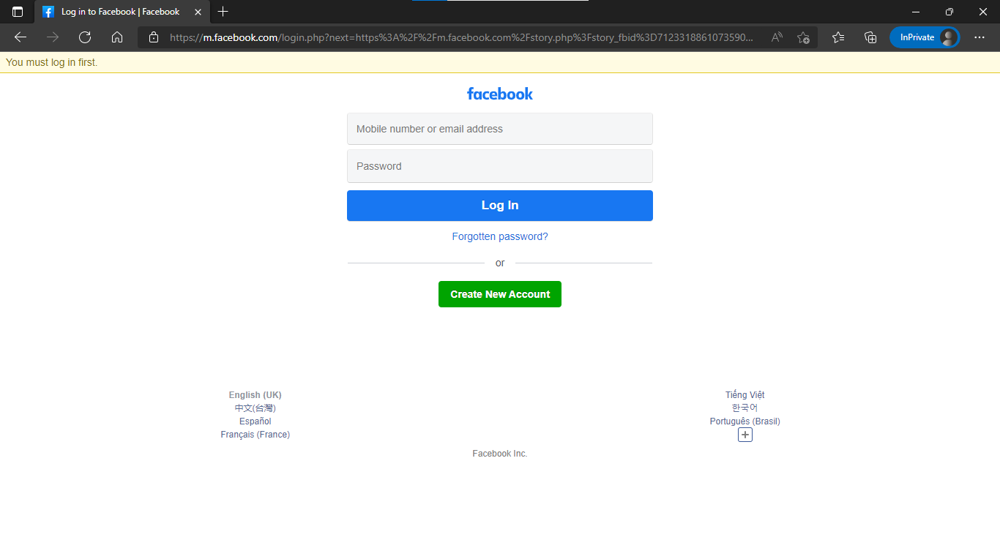 Log in to Facebook | Facebook
https://m.facebook.com/login.php?next=https%3A%2F%2Fm.facebook.com%2Fstory.php%3Fstory_fbid%3D7123318861073590...
InPrivate
You must log in first.
facebook
Mobile number or email address
Password
Log In
Forgotten password?
or
Create New Account
English (UK)
Tiếng Việt
中文(台灣)
한국어
Español
Português (Brasil)
Français (France)
Facebook Inc.